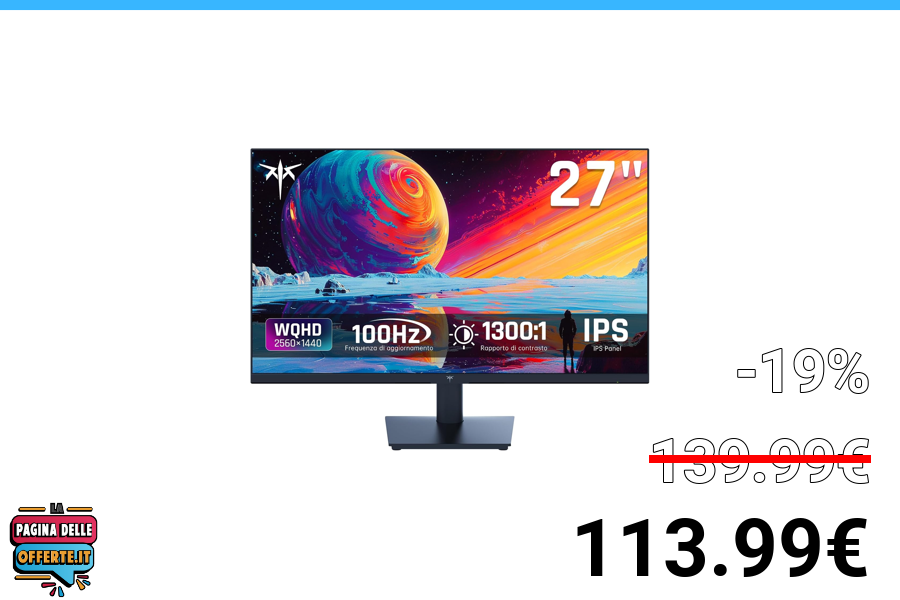 27"
WQHD
2560×1440
100Hz
Frequenza di aggiornamento
1300:1
Rapporto di contrasto
IPS
IPS Panel
-19%
139.99€
113.99€
LA
PAGINA DELLE
OFFERTE.IT